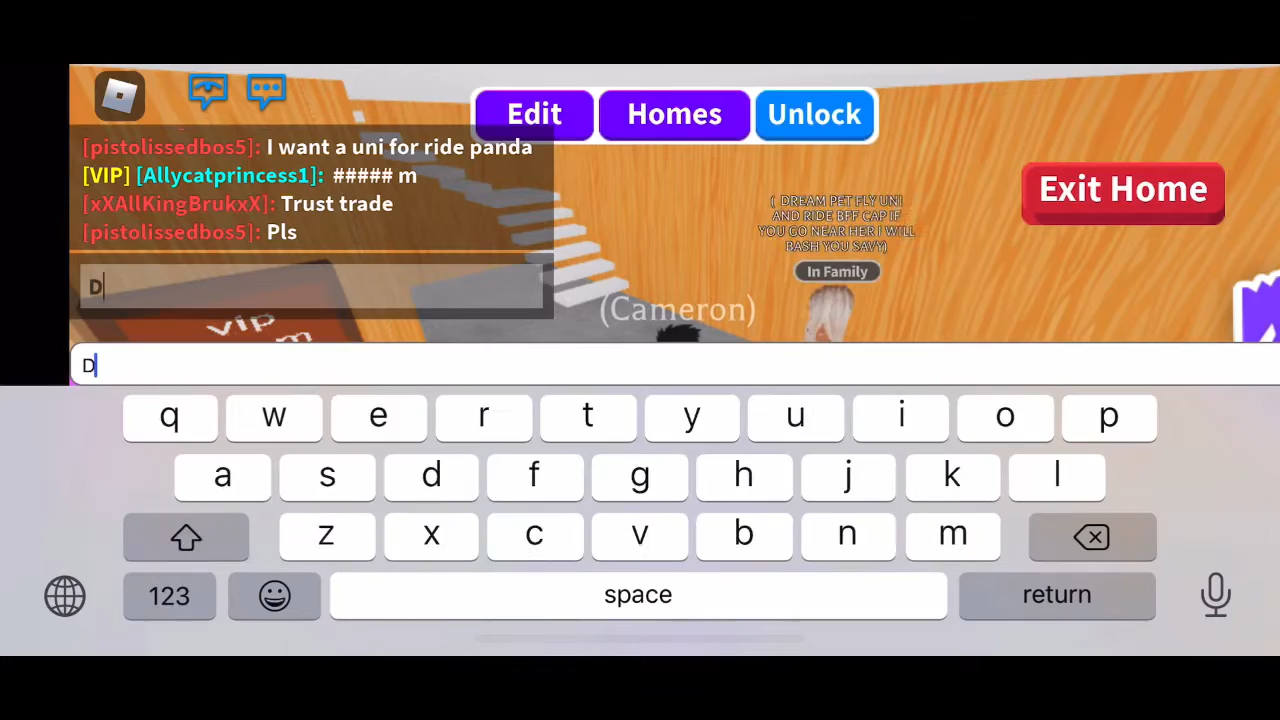 Edit Homes Unlock
[pistolissedbos5]: I want a uni for ride panda
[VIP] [Allycatprincess1]: ##### m
[xXAllKingBrukxX]: Trust trade
[pistolissedbos5]: Pls
D
Exit Home
( DREAM PET FLY UNI
AND RIDE BFF CAP IF
YOU GO NEAR HER I WILL
BASH YOU SAVY)
In Family
(Cameron)
vip
D
q w e r t y u i o p
a s d f g h j k l
z x c v b n m
123 space return